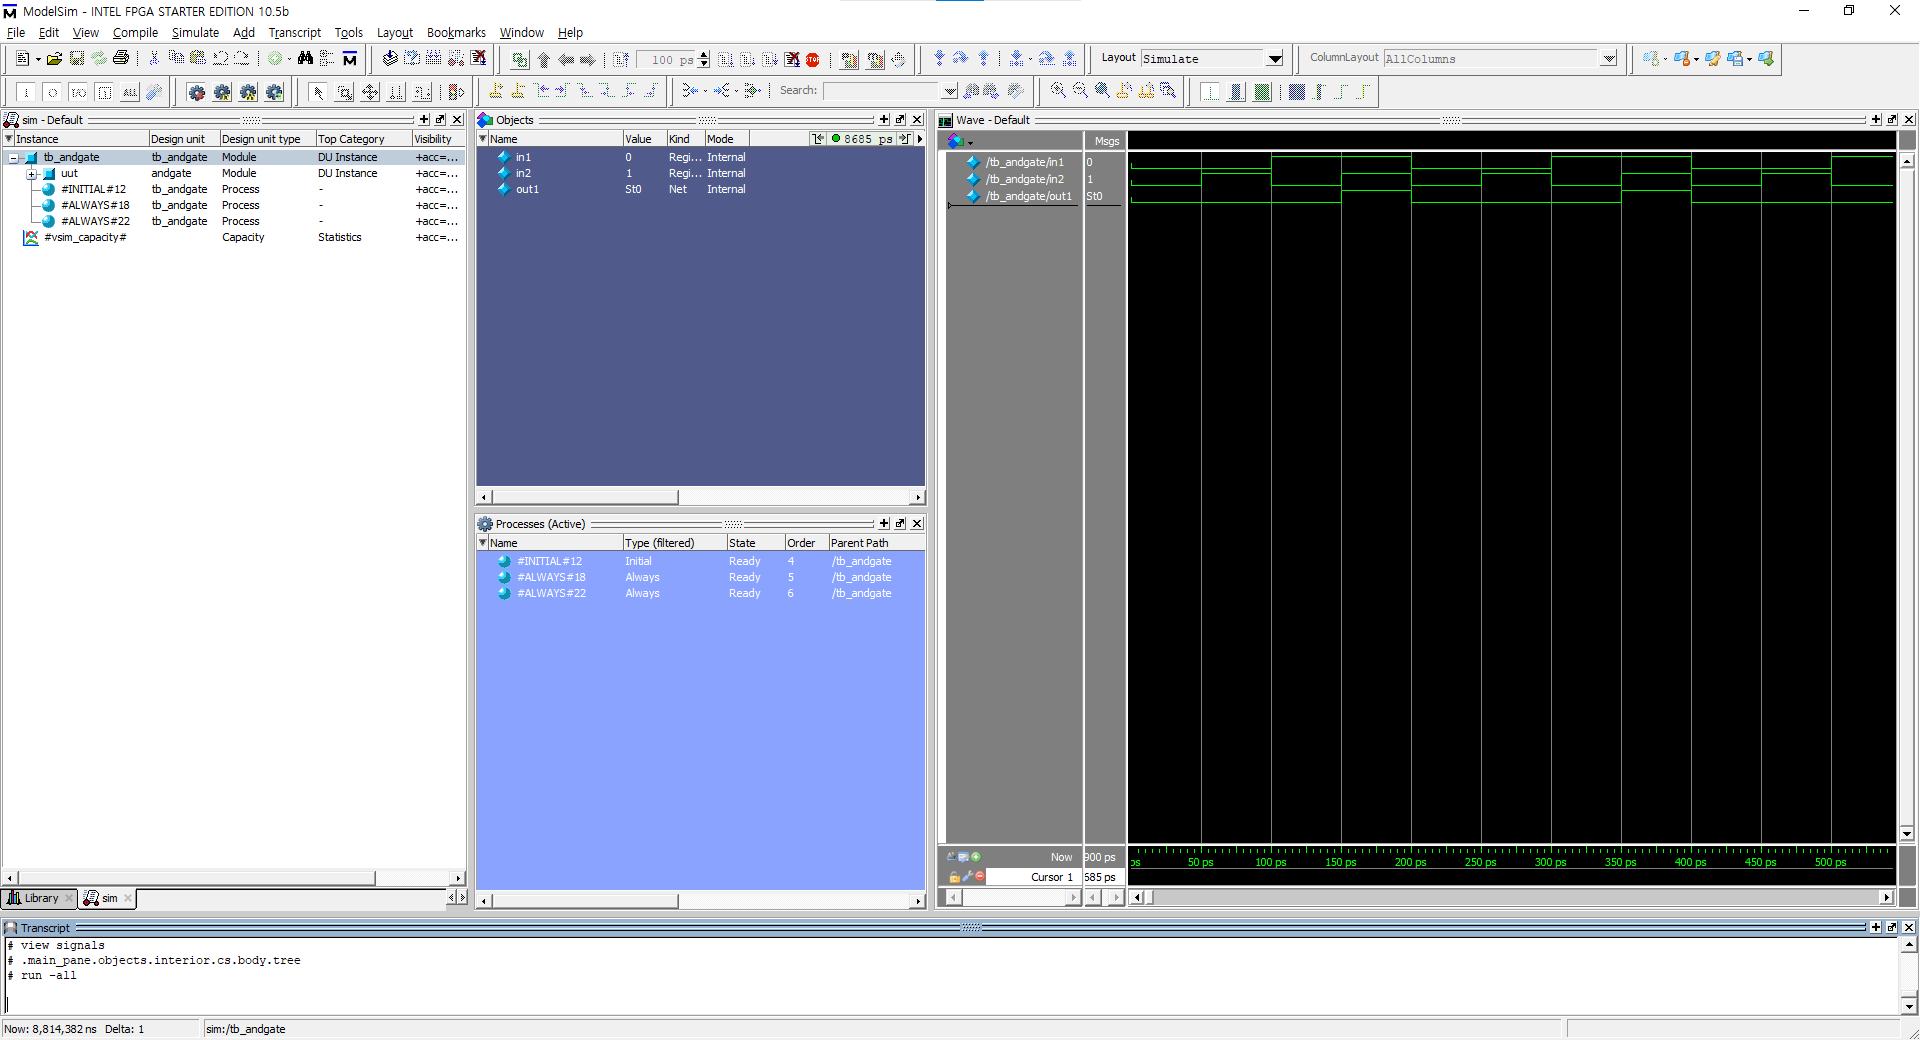 ModelSim - INTEL FPGA STARTER EDITION 10.5b
File Edit View Compile Simulate Add Transcript Tools Layout Bookmarks Window Help
100 ps
STOP
Layout Simulate
ColumnLayout AllColumns
ALL
Search:
sim - Default
Instance Design unit Design unit type Top Category Visibility
tb_andgate tb_andgate Module DU Instance +acc=...
uut andgate Module DU Instance +acc=...
#INITIAL#12 tb_andgate Process - +acc=...
#ALWAYS#18 tb_andgate Process - +acc=...
#ALWAYS#22 tb_andgate Process - +acc=...
#vsim_capacity# Capacity Statistics +acc=...
Library sim
Objects
Name Value Kind Mode 8685 ps
in1 0 Regi... Internal
in2 1 Regi... Internal
out1 St0 Net Internal
Processes (Active)
Name Type (filtered) State Order Parent Path
#INITIAL#12 Initial Ready 4 /tb_andgate
#ALWAYS#18 Always Ready 5 /tb_andgate
#ALWAYS#22 Always Ready 6 /tb_andgate
Wave - Default
Msgs
/tb_andgate/in1 0
/tb_andgate/in2 1
/tb_andgate/out1 St0
Now 900 ps
ps 50 ps 100 ps 150 ps 200 ps 250 ps 300 ps 350 ps 400 ps 450 ps 500 ps
Cursor 1 685 ps
Transcript
# view signals
# .main_pane.objects.interior.cs.body.tree
# run -all
Now: 8,814,382 ns Delta: 1 sim:/tb_andgate